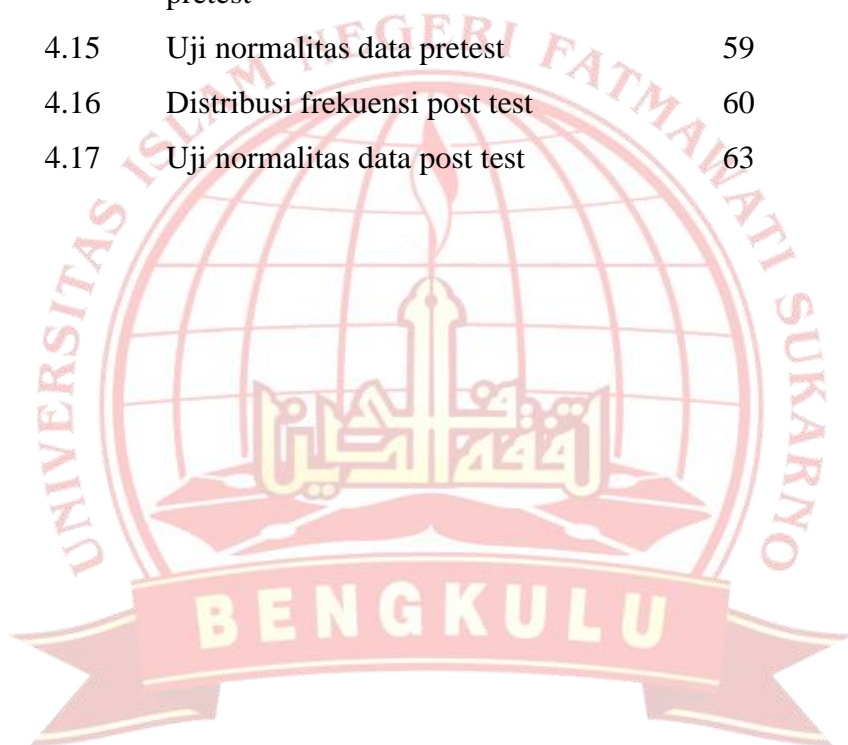 pretest
4.15 Uji normalitas data pretest 59
4.16 Distribusi frekuensi post test 60
4.17 Uji normalitas data post test 63
UNIVERSITAS ISLAM NEGERI FATMAWATI SUKARNO
BENGKULU